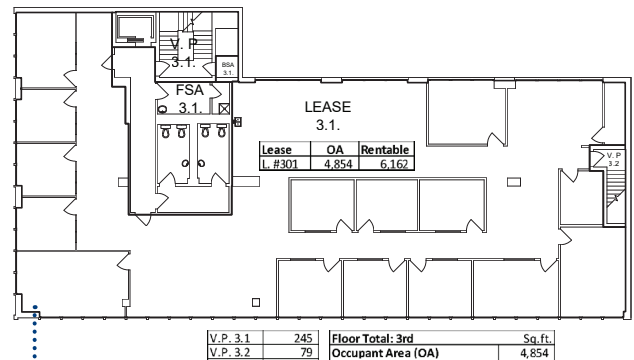 V. P
3.1.
BSA
3.1.
FSA
3.1.
LEASE
3.1.
Lease OA Rentable
L. #301 4,854 6,162
V. P
3.2
V.P. 3.1 245
V.P. 3.2 79
Floor Total: 3rd Sq.ft.
Occupant Area (OA) 4,854